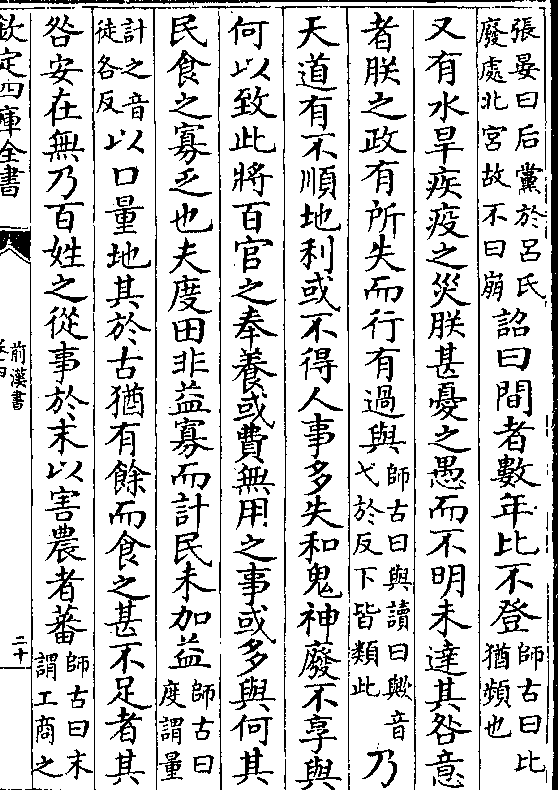 張晏曰后黨於呂氏廢處北宮故不曰崩詔曰間者數年比不登師古曰比猶頻也
又有水旱疾疫之災朕甚憂之愚而不明未達其咎意
者朕之政有所失而行有過與師古曰與讀曰歟音弋於反下皆類此乃
天道有不順地利或不得人事多失和鬼神廢不享與
何以致此將百官之奉養或費無用之事或多與何其
民食之寡乏也夫度田非益寡而計民未加益師古曰度謂量
計之音徒各反以口量地其於古猶有餘而食之甚不足者其
咎安在無乃百姓之從事於末以害農者蕃師古曰末謂工商之
欽定四庫全書
前漢書
卷四
二十